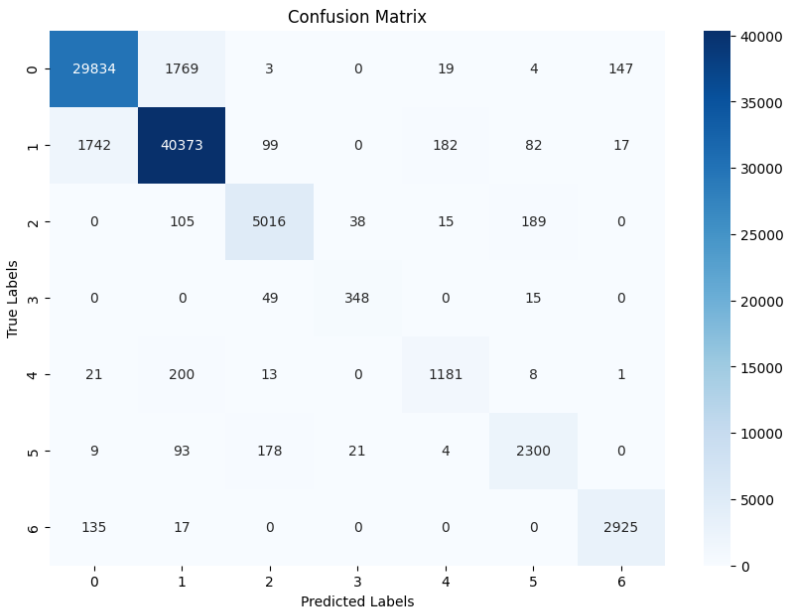 Confusion Matrix
0 29834 1769 3 0 19 4 147
1 1742 40373 99 0 182 82 17
2 0 105 5016 38 15 189 0
3 0 0 49 348 0 15 0
4 21 200 13 0 1181 8 1
5 9 93 178 21 4 2300 0
6 135 17 0 0 0 0 2925
0 1 2 3 4 5 6
True Labels
Predicted Labels
40000
35000
30000
25000
20000
15000
10000
5000
0